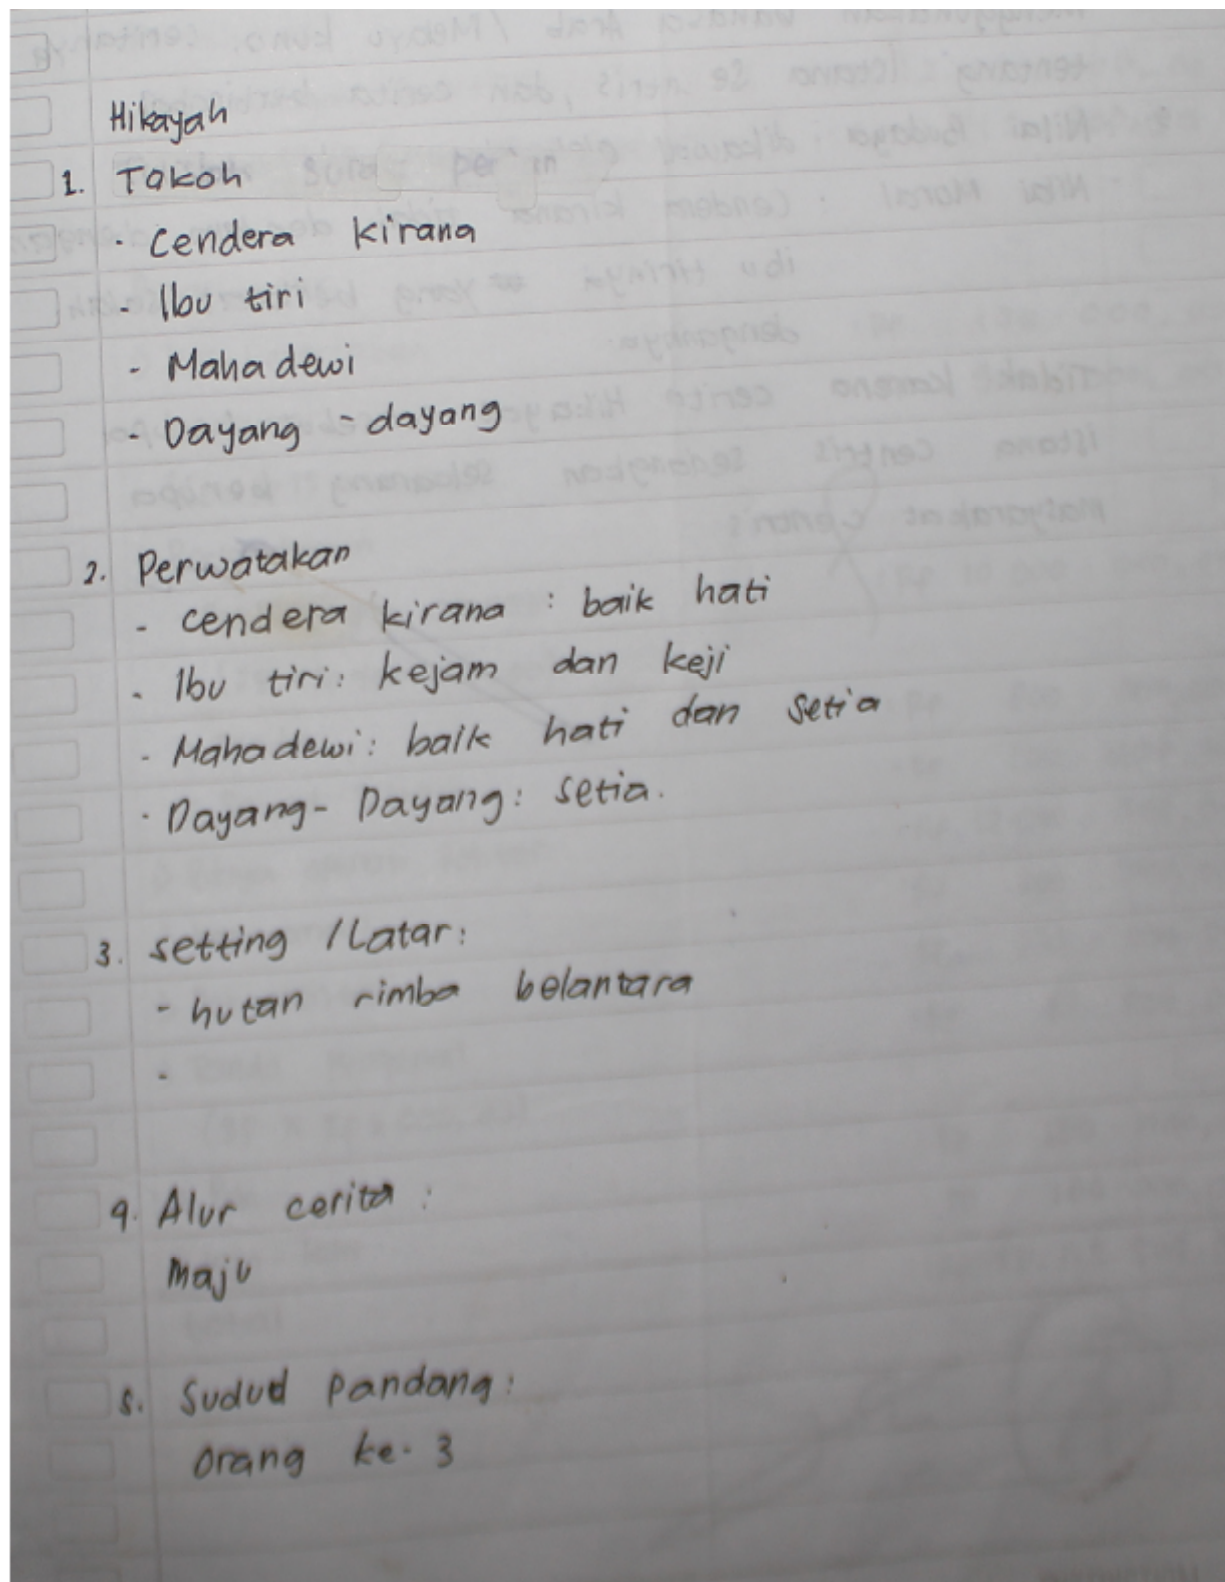 Hikayah
1. Takoh
- Cendera kirana
- Ibu tiri
- Mahadewi
- Dayang - dayang
2. Perwatakan
- cendera kirana : baik hati
- Ibu tiri : kejam dan keji
- Mahadewi : baik hati dan setia
- Dayang - Dayang : setia.
3. setting / Latar :
- hutan rimba belantara
-
4. Alur cerita :
Maju
5. Sudud Pandang :
Orang ke- 3